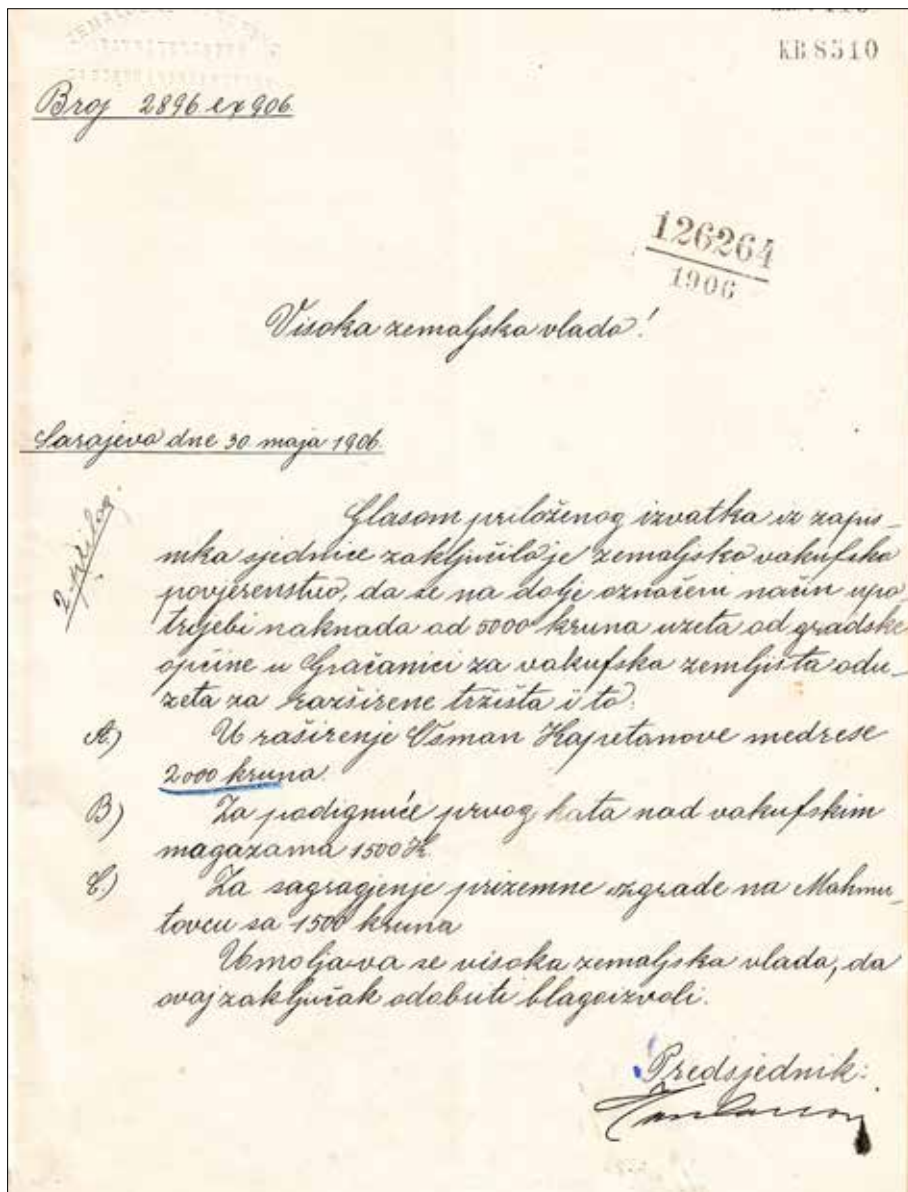 KB 8510
Broj 2896 ex 906
126264
1906
Visoka zemaljska vlado!
Sarajevo dne 30 maja 1906.
2. prilog.
Glasom priloženog izvatka iz zapis-
nika sjednice zaključilo je zemaljsko vakufsko
povjerenstvo, da se na dolje označeni način upo-
trijebi naknada od 5000 kruna uzeta od gradske
općine u Gračanici za vakufska zemljišta odu-
zeta za razširene tržišta i to:
A.) U raširenje Osman Kapetanove medrese
2000 kruna.
B) Za podignuće prvog kata nad vakufskim
magazama 1500 K.
C.) Za sagragjenje prizemne zgrade na Mahmu-
tovcu sa 1500 kruna
Umoljava se visoka zemaljska vlada, da
ovaj zaključak odobriti blagoizvoli.
Predsjednik: